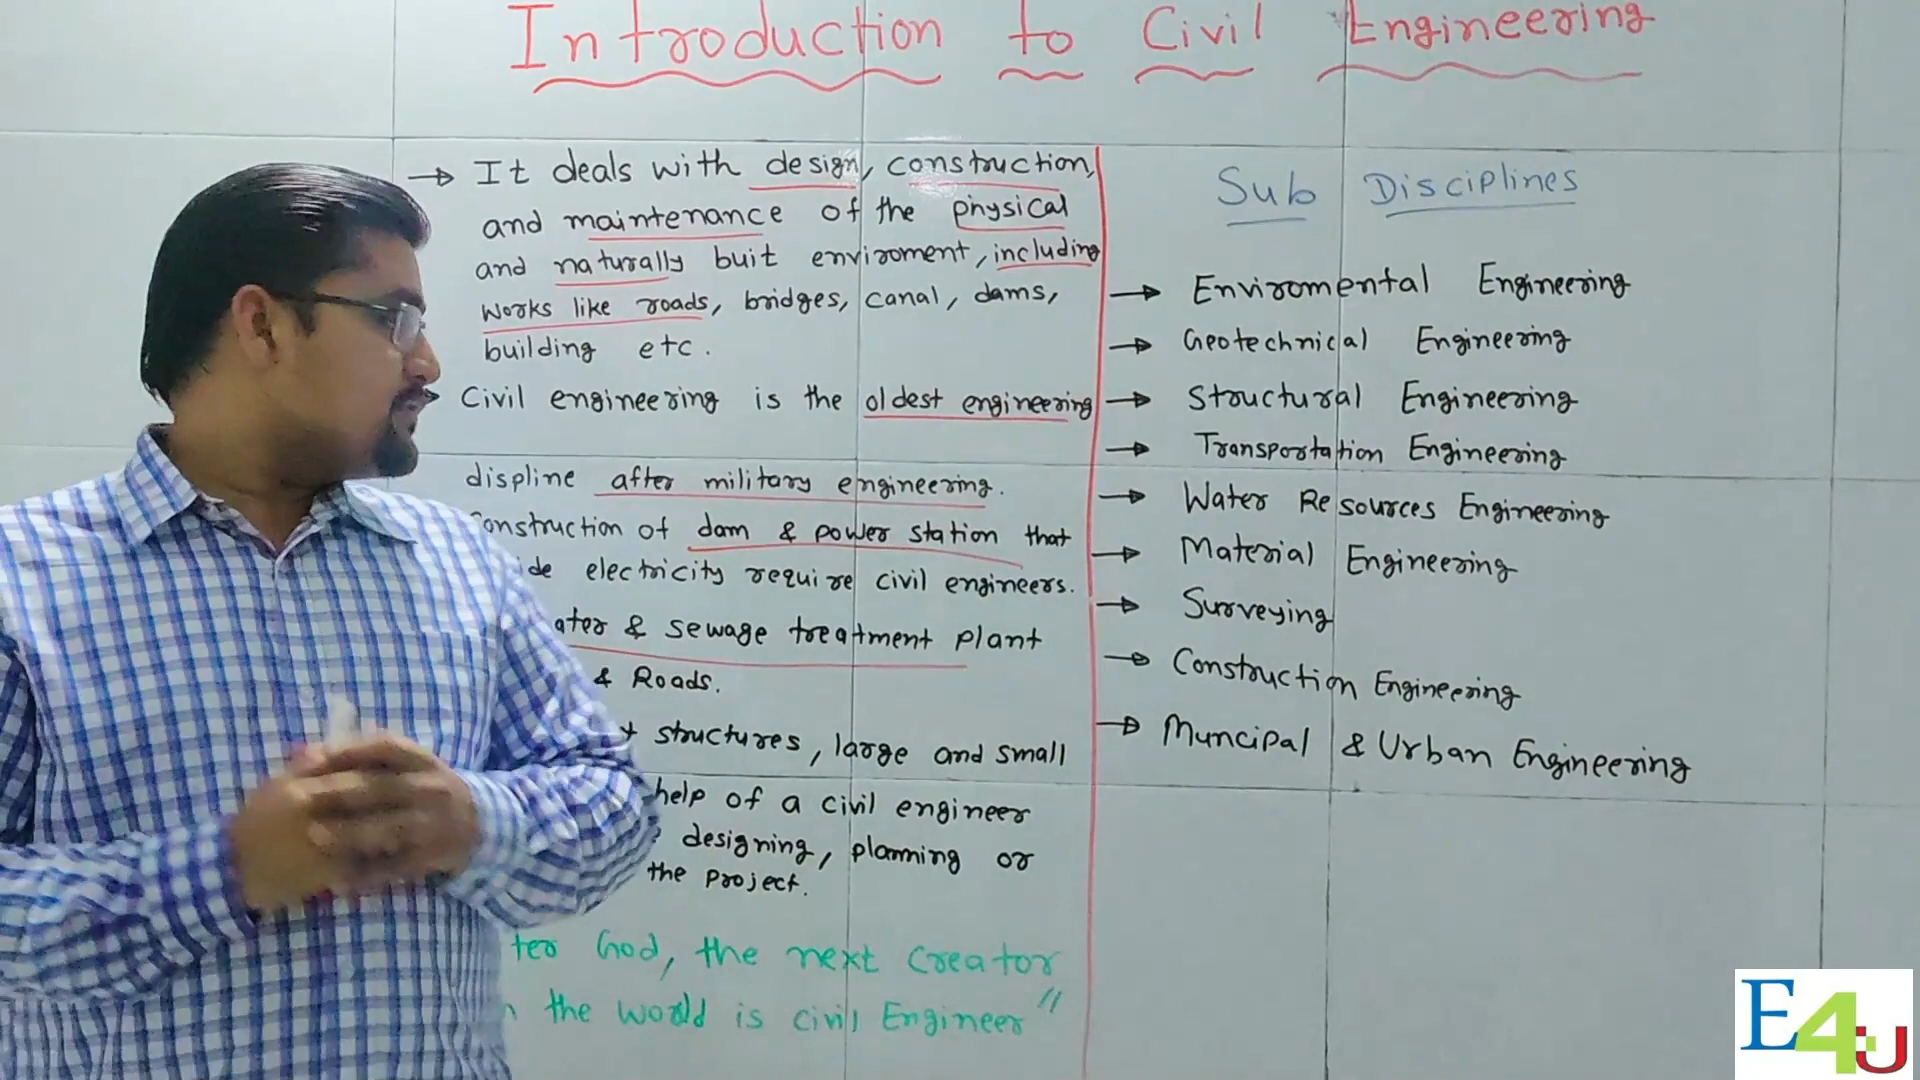 Introduction to Civil Engineering
→ It deals with design, construction,
and maintenance of the physical
and naturally buit enviroment, including
works like roads, bridges, canal, dams,
building etc.
Civil engineering is the oldest engineering
displine after military engineering.
onstruction of dam & power station that
ide electricity require civil engineers.
ater & sewage treatment plant
& Roads.
structures, large and small
help of a civil engineer
designing, planning or
the project.
ter God, the next creator
the world is civil Engineer"
Sub Disciplines
→ Enviromental Engineering
→ Geotechnical Engineering
→ Structural Engineering
→ Transportation Engineering
→ Water Resources Engineering
→ Material Engineering
→ Surveying
→ Construction Engineering
→ Muncipal & Urban Engineering
E4U